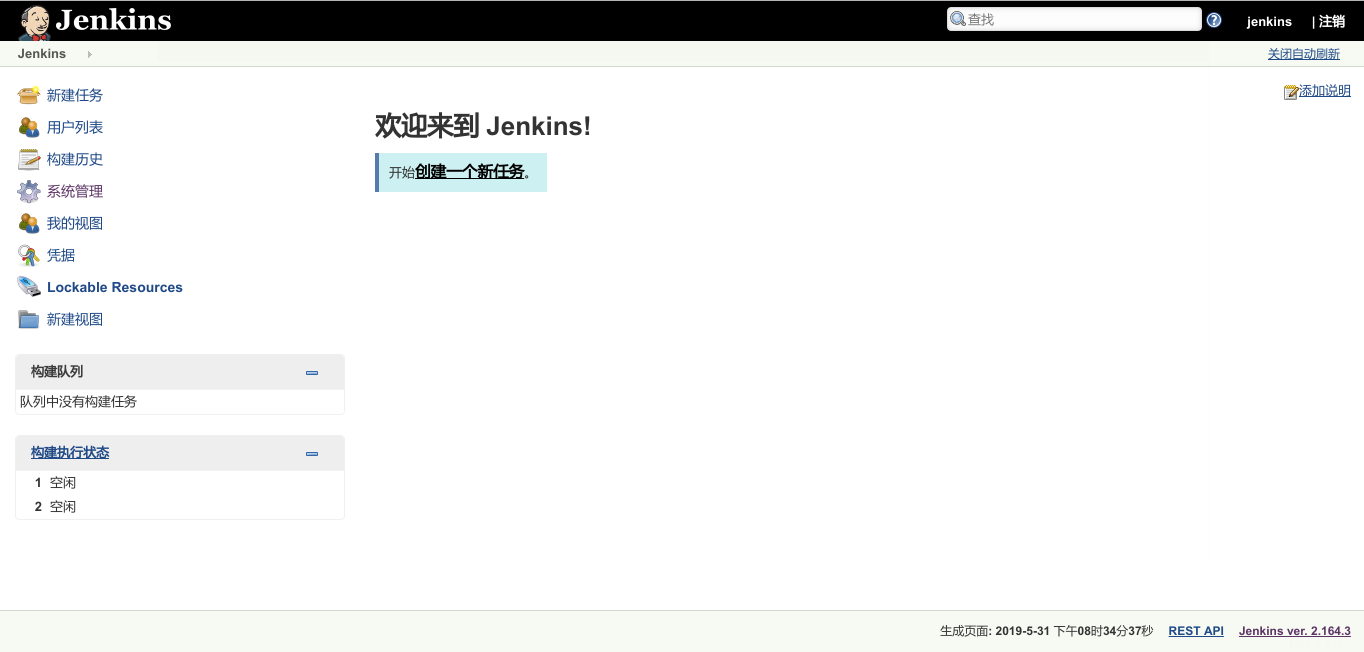 Jenkins
查找
jenkins
| 注销
Jenkins
关闭自动刷新
添加说明
新建任务
用户列表
构建历史
系统管理
我的视图
凭据
Lockable Resources
新建视图
欢迎来到 Jenkins!
开始创建一个新任务。
构建队列
队列中没有构建任务
构建执行状态
1 空闲
2 空闲
生成页面: 2019-5-31 下午08时34分37秒 REST API Jenkins ver. 2.164.3